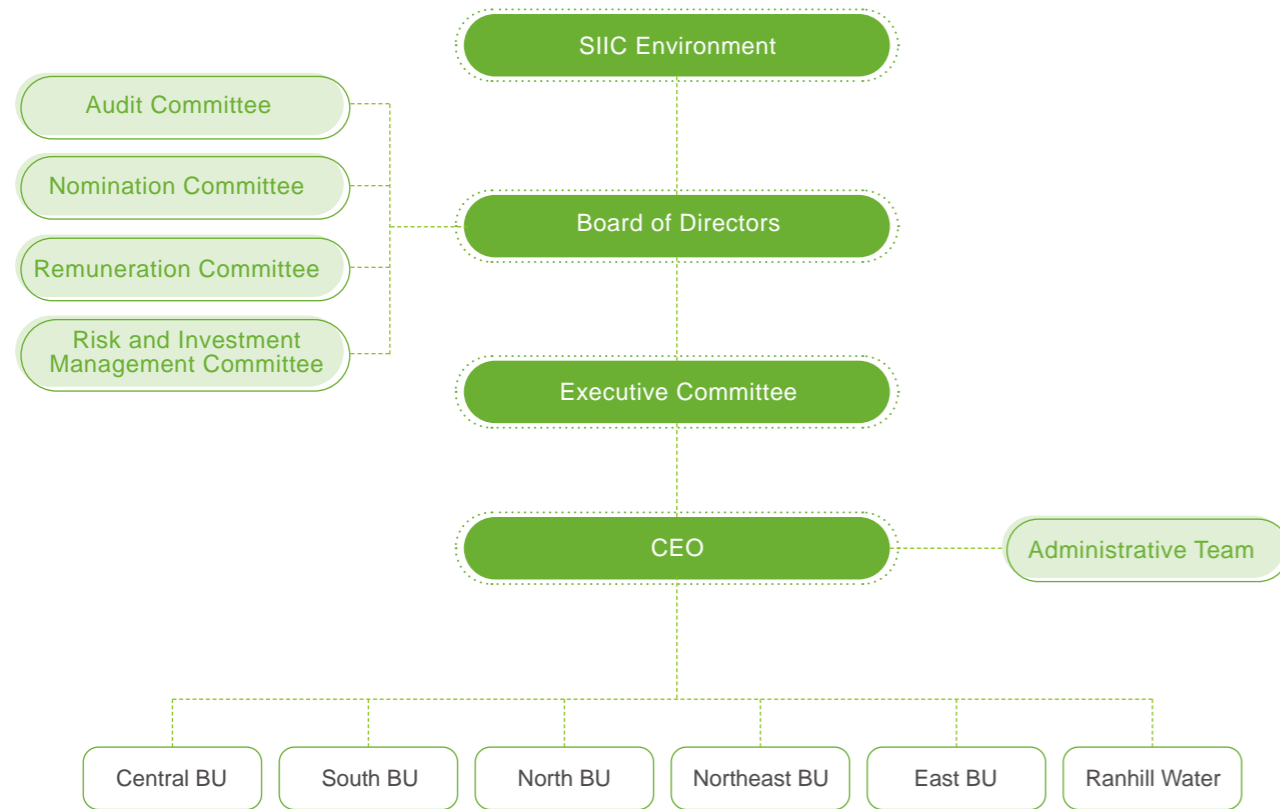 SIIC Environment
Audit Committee
Nomination Committee
Board of Directors
Remuneration Committee
Risk and Investment
Management Committee
Executive Committee
CEO
Administrative Team
Central BU
South BU
North BU
Northeast BU
East BU
Ranhill Water